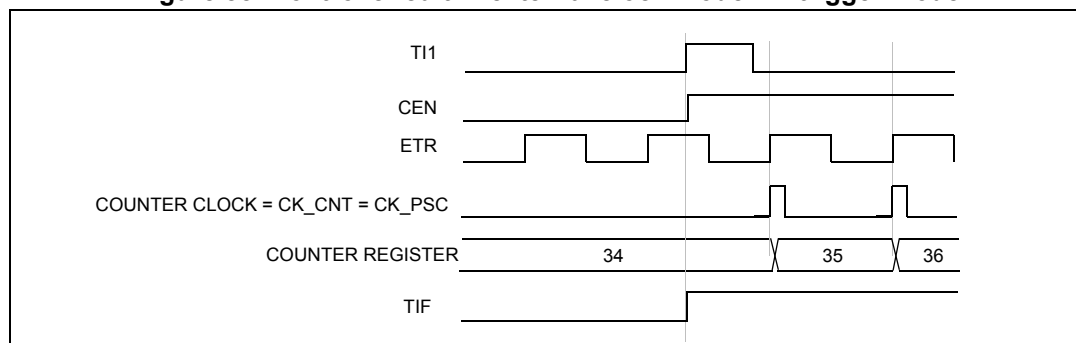 TI1
CEN
ETR
COUNTER CLOCK = CK_CNT = CK_PSC
COUNTER REGISTER 34 35 36
TIF